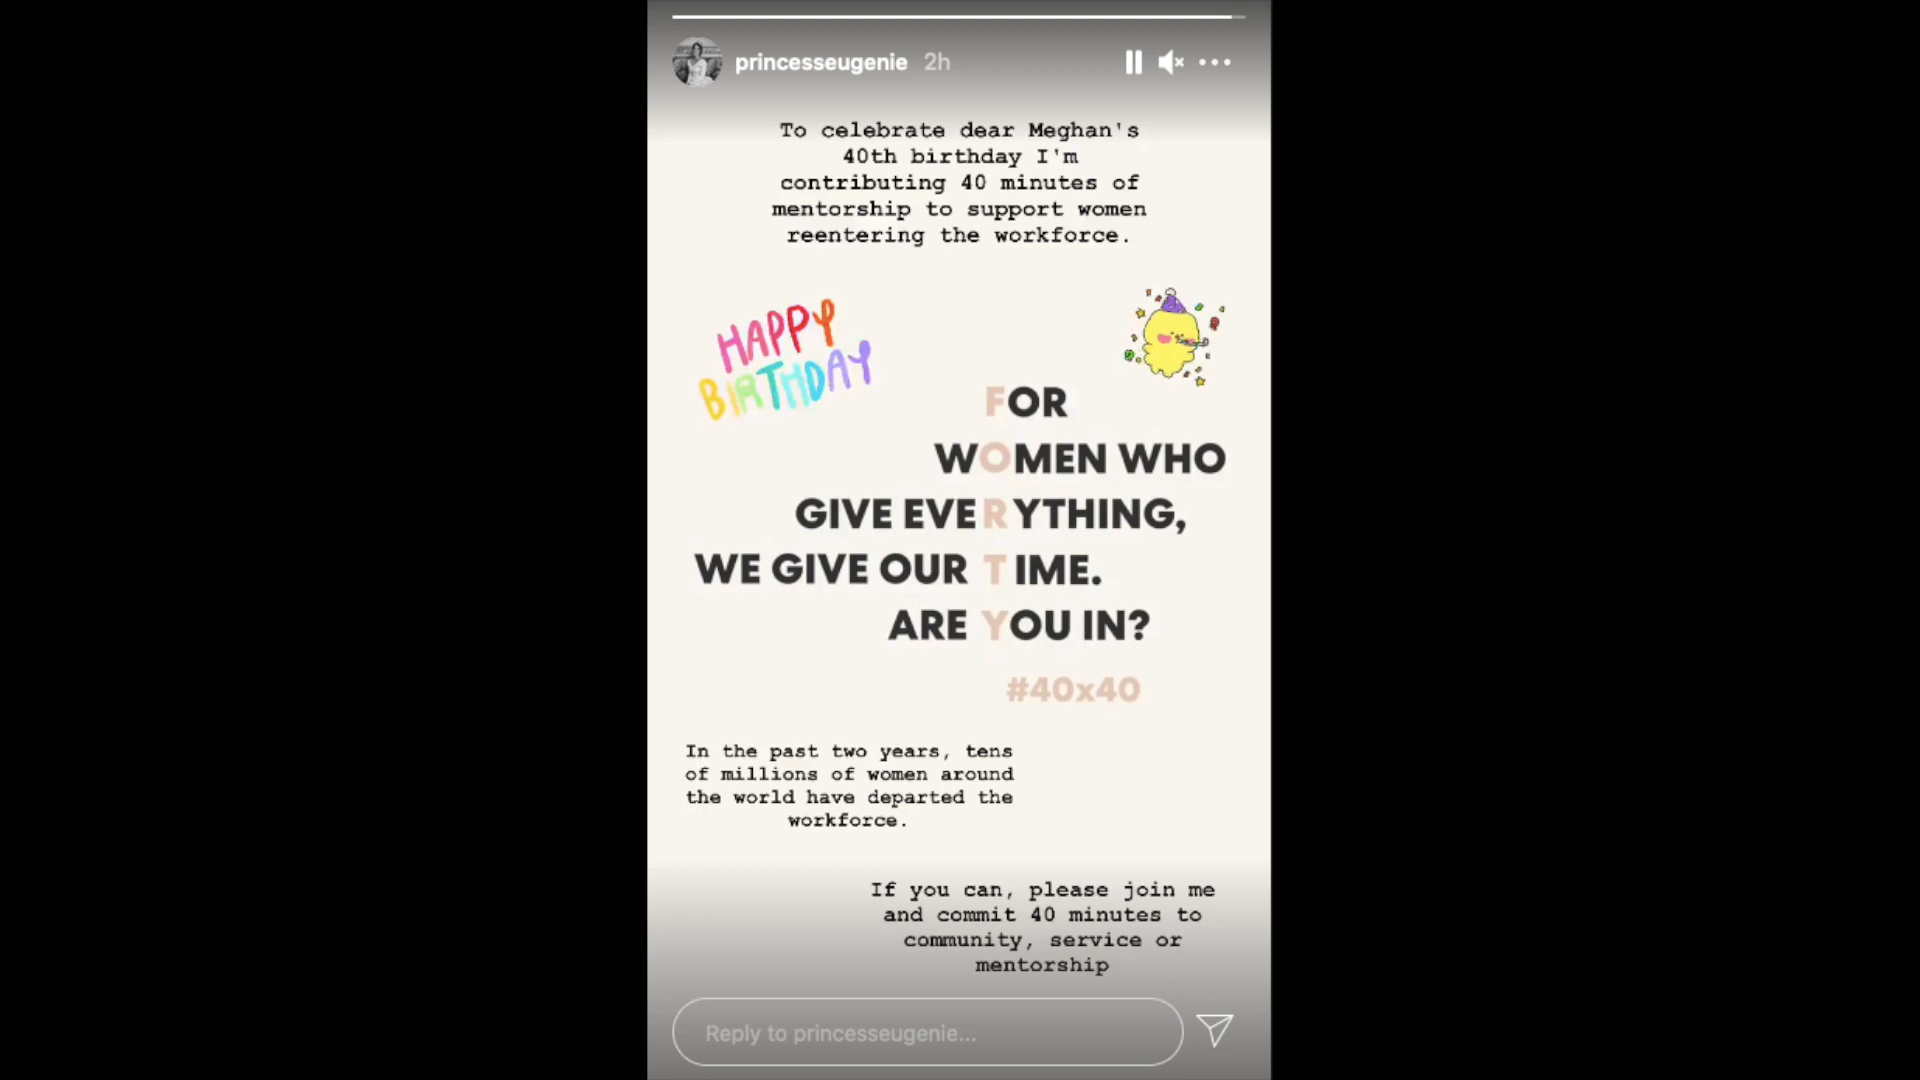 princesseugenie 2h
To celebrate dear Meghan's
40th birthday I'm
contributing 40 minutes of
mentorship to support women
reentering the workforce.
HAPPY
BIRTHDAY
FOR
WOMEN WHO
GIVE EVERYTHING,
WE GIVE OUR TIME.
ARE YOU IN?
#40x40
In the past two years, tens
of millions of women around
the world have departed the
workforce.
If you can, please join me
and commit 40 minutes to
community, service or
mentorship
Reply to princesseugenie...